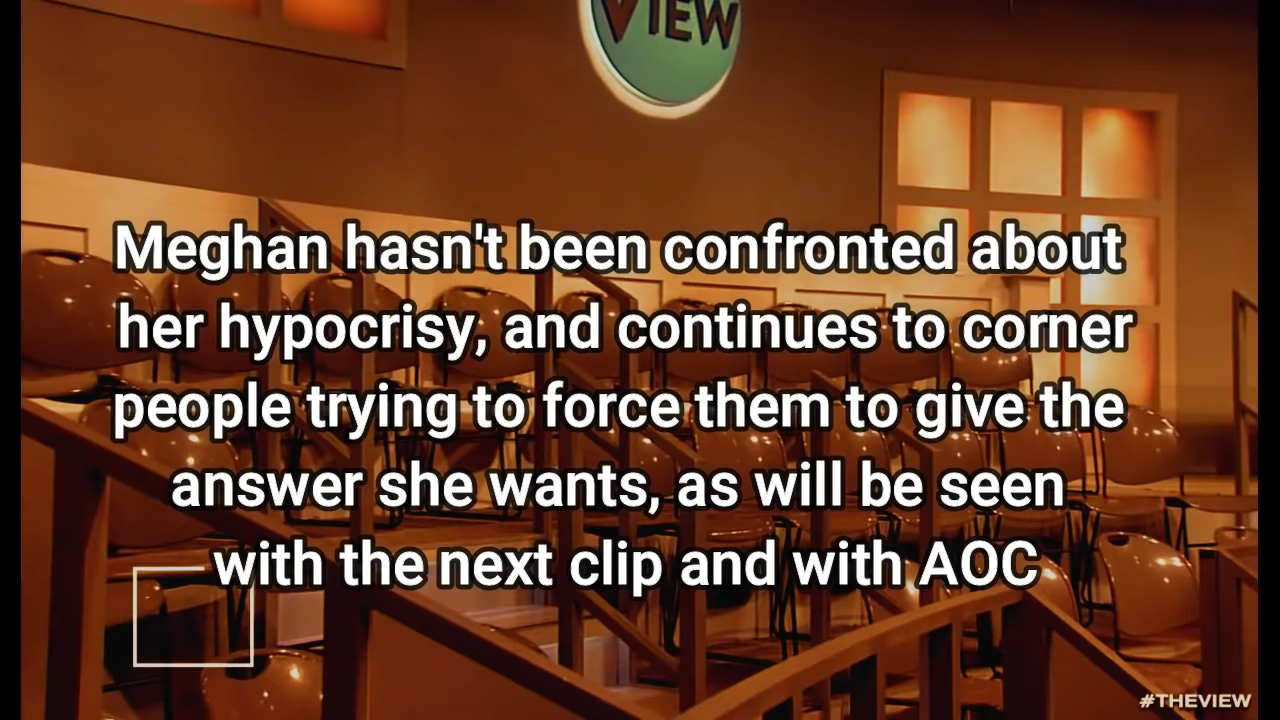 VIEW
Meghan hasn't been confronted about
her hypocrisy, and continues to corner
people trying to force them to give the
answer she wants, as will be seen
with the next clip and with AOC
#THEVIEW